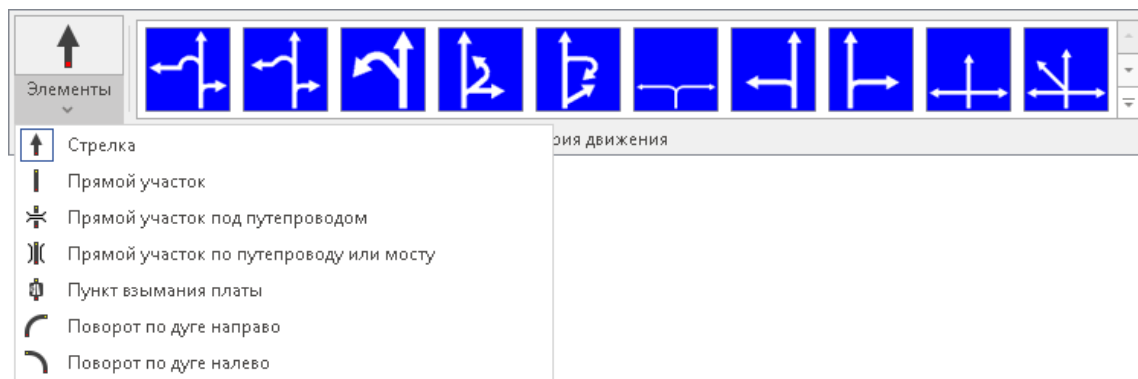 Элементы
рия движения
Стрелка
Прямой участок
Прямой участок под путепроводом
Прямой участок по путепроводу или мосту
Пункт взымания платы
Поворот по дуге направо
Поворот по дуге налево